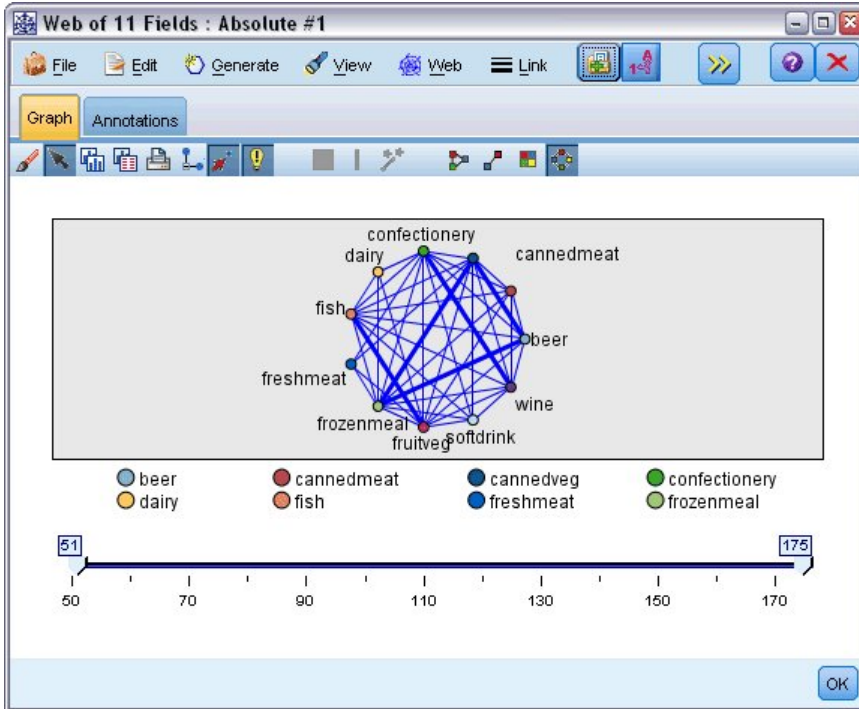 Web of 11 Fields : Absolute #1
File Edit Generate View Web Link
Graph Annotations
confectionery
dairy cannedmeat
fish
beer
freshmeat
wine
frozenmeal
fruitveg softdrink
beer cannedmeat cannedveg confectionery
dairy fish freshmeat frozenmeal
51 175
50 70 90 110 130 150 170
OK